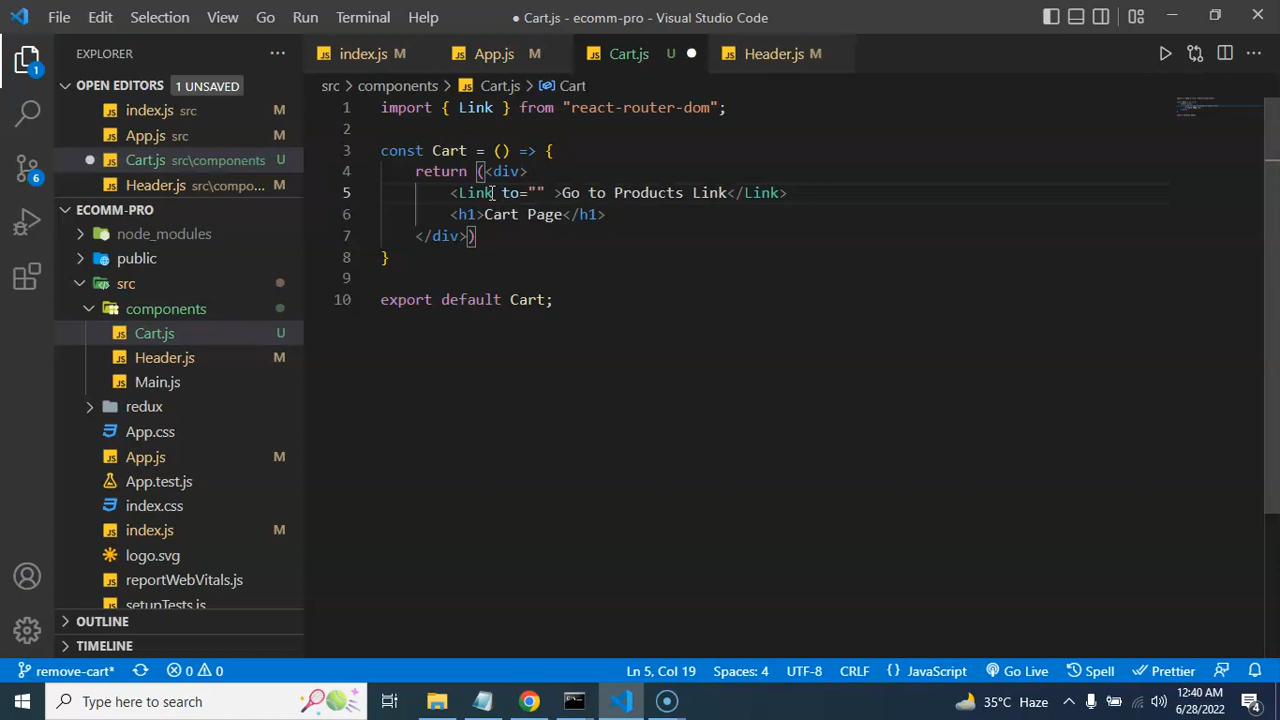 File Edit Selection View Go Run Terminal Help
● Cart.js - ecomm-pro - Visual Studio Code
EXPLORER
index.js M
App.js M
Cart.js U
Header.js M
OPEN EDITORS 1 UNSAVED
index.js src M
App.js src M
Cart.js src\components U
Header.js src\compo... M
ECOMM-PRO
node_modules
public
src
components
Cart.js U
Header.js M
Main.js
redux
App.css
App.js M
App.test.js
index.css
index.js M
logo.svg
reportWebVitals.js
setupTests.js
OUTLINE
TIMELINE
src > components > Cart.js > Cart
1 import { Link } from "react-router-dom";
2
3 const Cart = () => {
4 return (<div>
5 <Link to="" >Go to Products Link</Link>
6 <h1>Cart Page</h1>
7 </div>)
8 }
9
10 export default Cart;
1
6
remove-cart* 0 0 Ln 5, Col 19 Spaces: 4 UTF-8 CRLF { } JavaScript Go Live Spell Prettier
Type here to search
35°C Haze
12:40 AM
6/28/2022
4